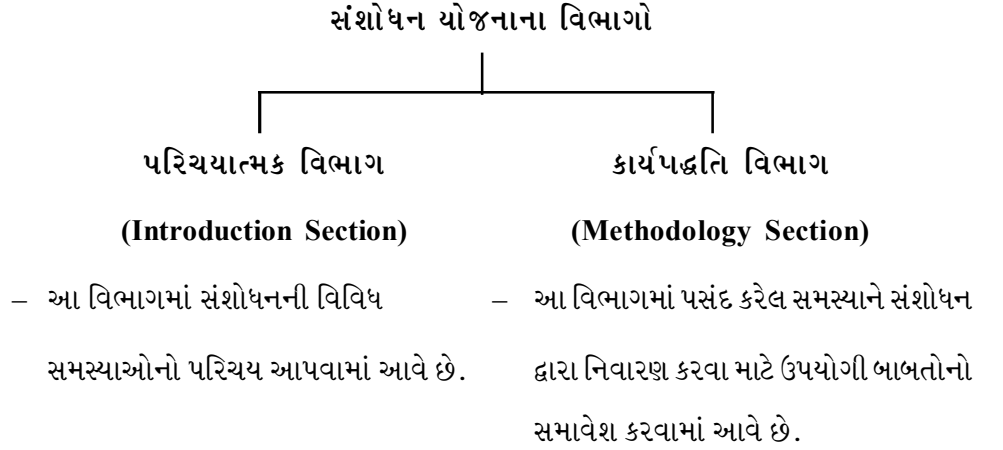 સંશોધન યોજનાના વિભાગો
પરિચયાત્મક વિભાગ
(Introduction Section)
– આ વિભાગમાં સંશોધનની વિવિધ
સમસ્યાઓનો પરિચય આપવામાં આવે છે.
કાર્યપદ્ધતિ વિભાગ
(Methodology Section)
– આ વિભાગમાં પસંદ કરેલ સમસ્યાને સંશોધન
દ્વારા નિવારણ કરવા માટે ઉપયોગી બાબતોનો
સમાવેશ કરવામાં આવે છે.